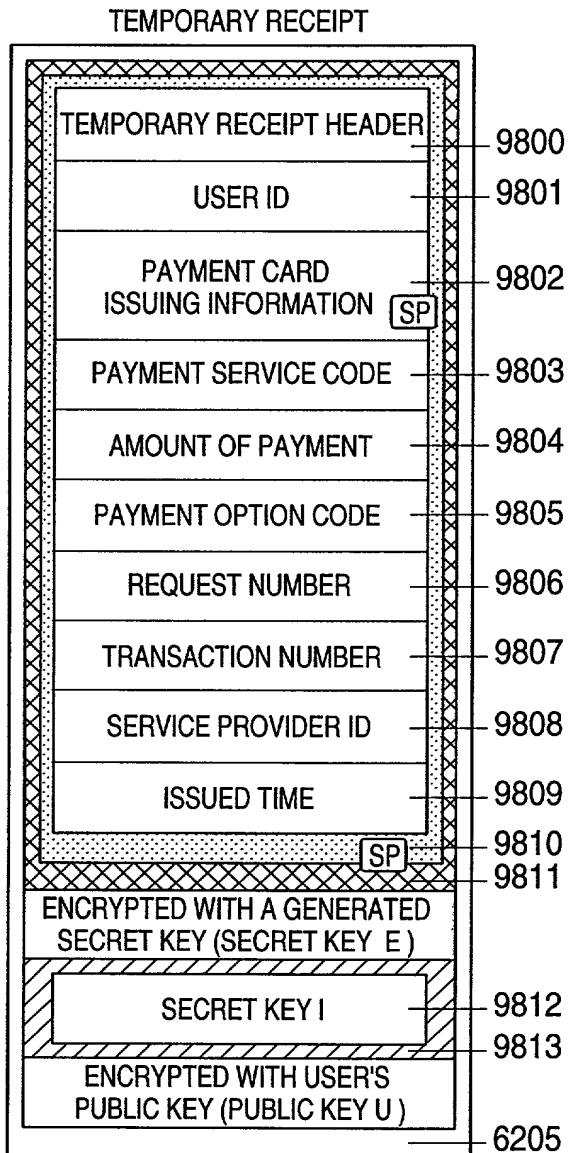 TEMPORARY RECEIPT
TEMPORARY RECEIPT HEADER
9800
USER ID
9801
PAYMENT CARD
ISSUING INFORMATION
SP
9802
PAYMENT SERVICE CODE
9803
AMOUNT OF PAYMENT
9804
PAYMENT OPTION CODE
9805
REQUEST NUMBER
9806
TRANSACTION NUMBER
9807
SERVICE PROVIDER ID
9808
ISSUED TIME
9809
SP
9810
9811
ENCRYPTED WITH A GENERATED
SECRET KEY (SECRET KEY E )
SECRET KEY I
9812
9813
ENCRYPTED WITH USER'S
PUBLIC KEY (PUBLIC KEY U )
6205